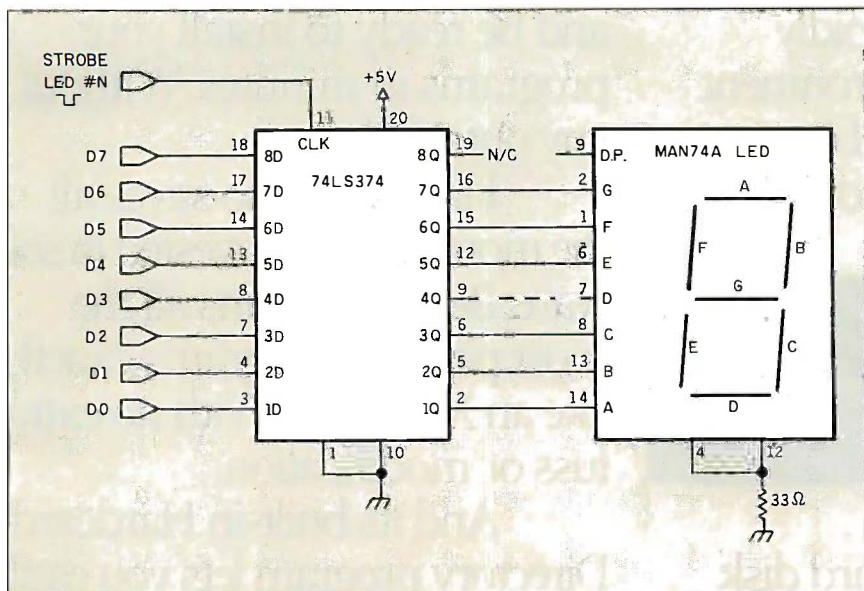 STROBE
LED #N
+5V
11
20
CLK
74LS374
MAN74A LED
D7 18 8D 8Q 19 N/C 9 D.P.
D6 17 7D 7Q 16 2 G
D5 14 6D 6Q 15 1 F
D4 13 5D 5Q 12 6 E
D3 8 4D 4Q 9 7 D
D2 7 3D 3Q 6 8 C
D1 4 2D 2Q 5 13 B
D0 3 1D 1Q 2 14 A
A
F B
G
E C
D
1 10
4 12
33Ω